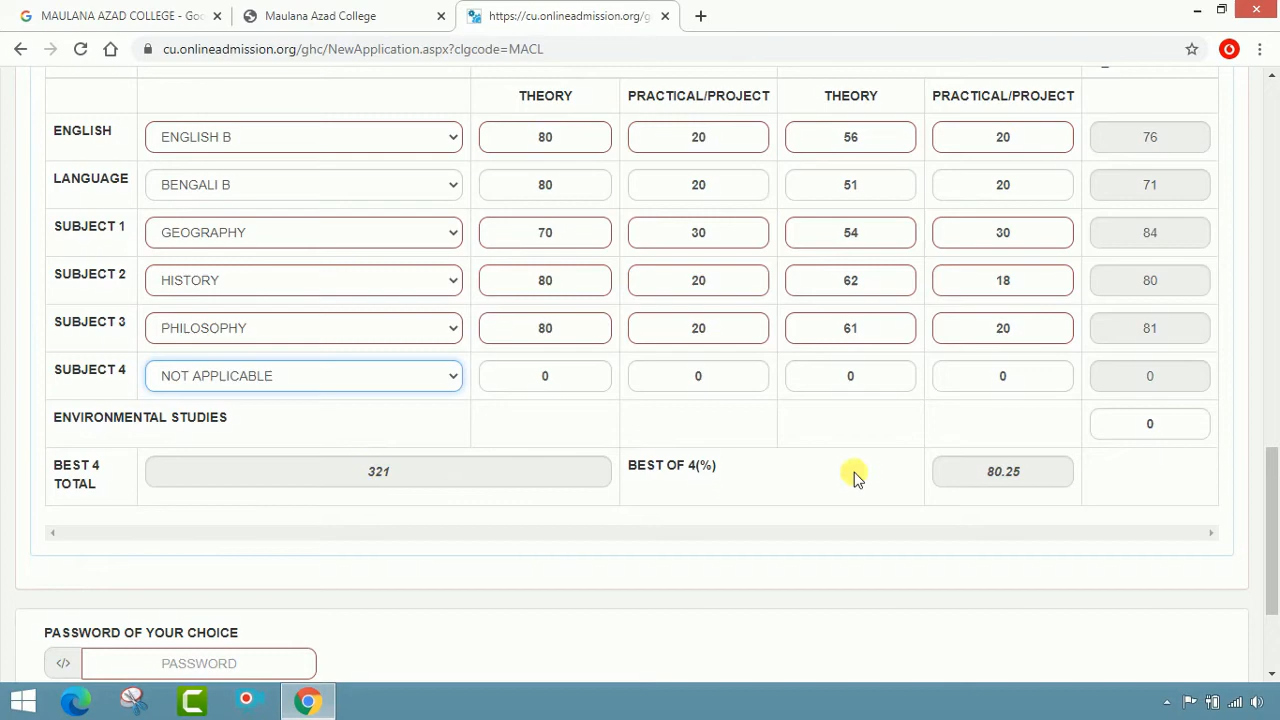 MAULANA AZAD COLLEGE - Goo
Maulana Azad College
https://cu.onlineadmission.org/g
cu.onlineadmission.org/ghc/NewApplication.aspx?clgcode=MACL
THEORY PRACTICAL/PROJECT THEORY PRACTICAL/PROJECT
ENGLISH ENGLISH B 80 20 56 20 76
LANGUAGE BENGALI B 80 20 51 20 71
SUBJECT 1 GEOGRAPHY 70 30 54 30 84
SUBJECT 2 HISTORY 80 20 62 18 80
SUBJECT 3 PHILOSOPHY 80 20 61 20 81
SUBJECT 4 NOT APPLICABLE 0 0 0 0 0
ENVIRONMENTAL STUDIES 0
BEST 4 TOTAL 321 BEST OF 4(%) 80.25
PASSWORD OF YOUR CHOICE
</> PASSWORD